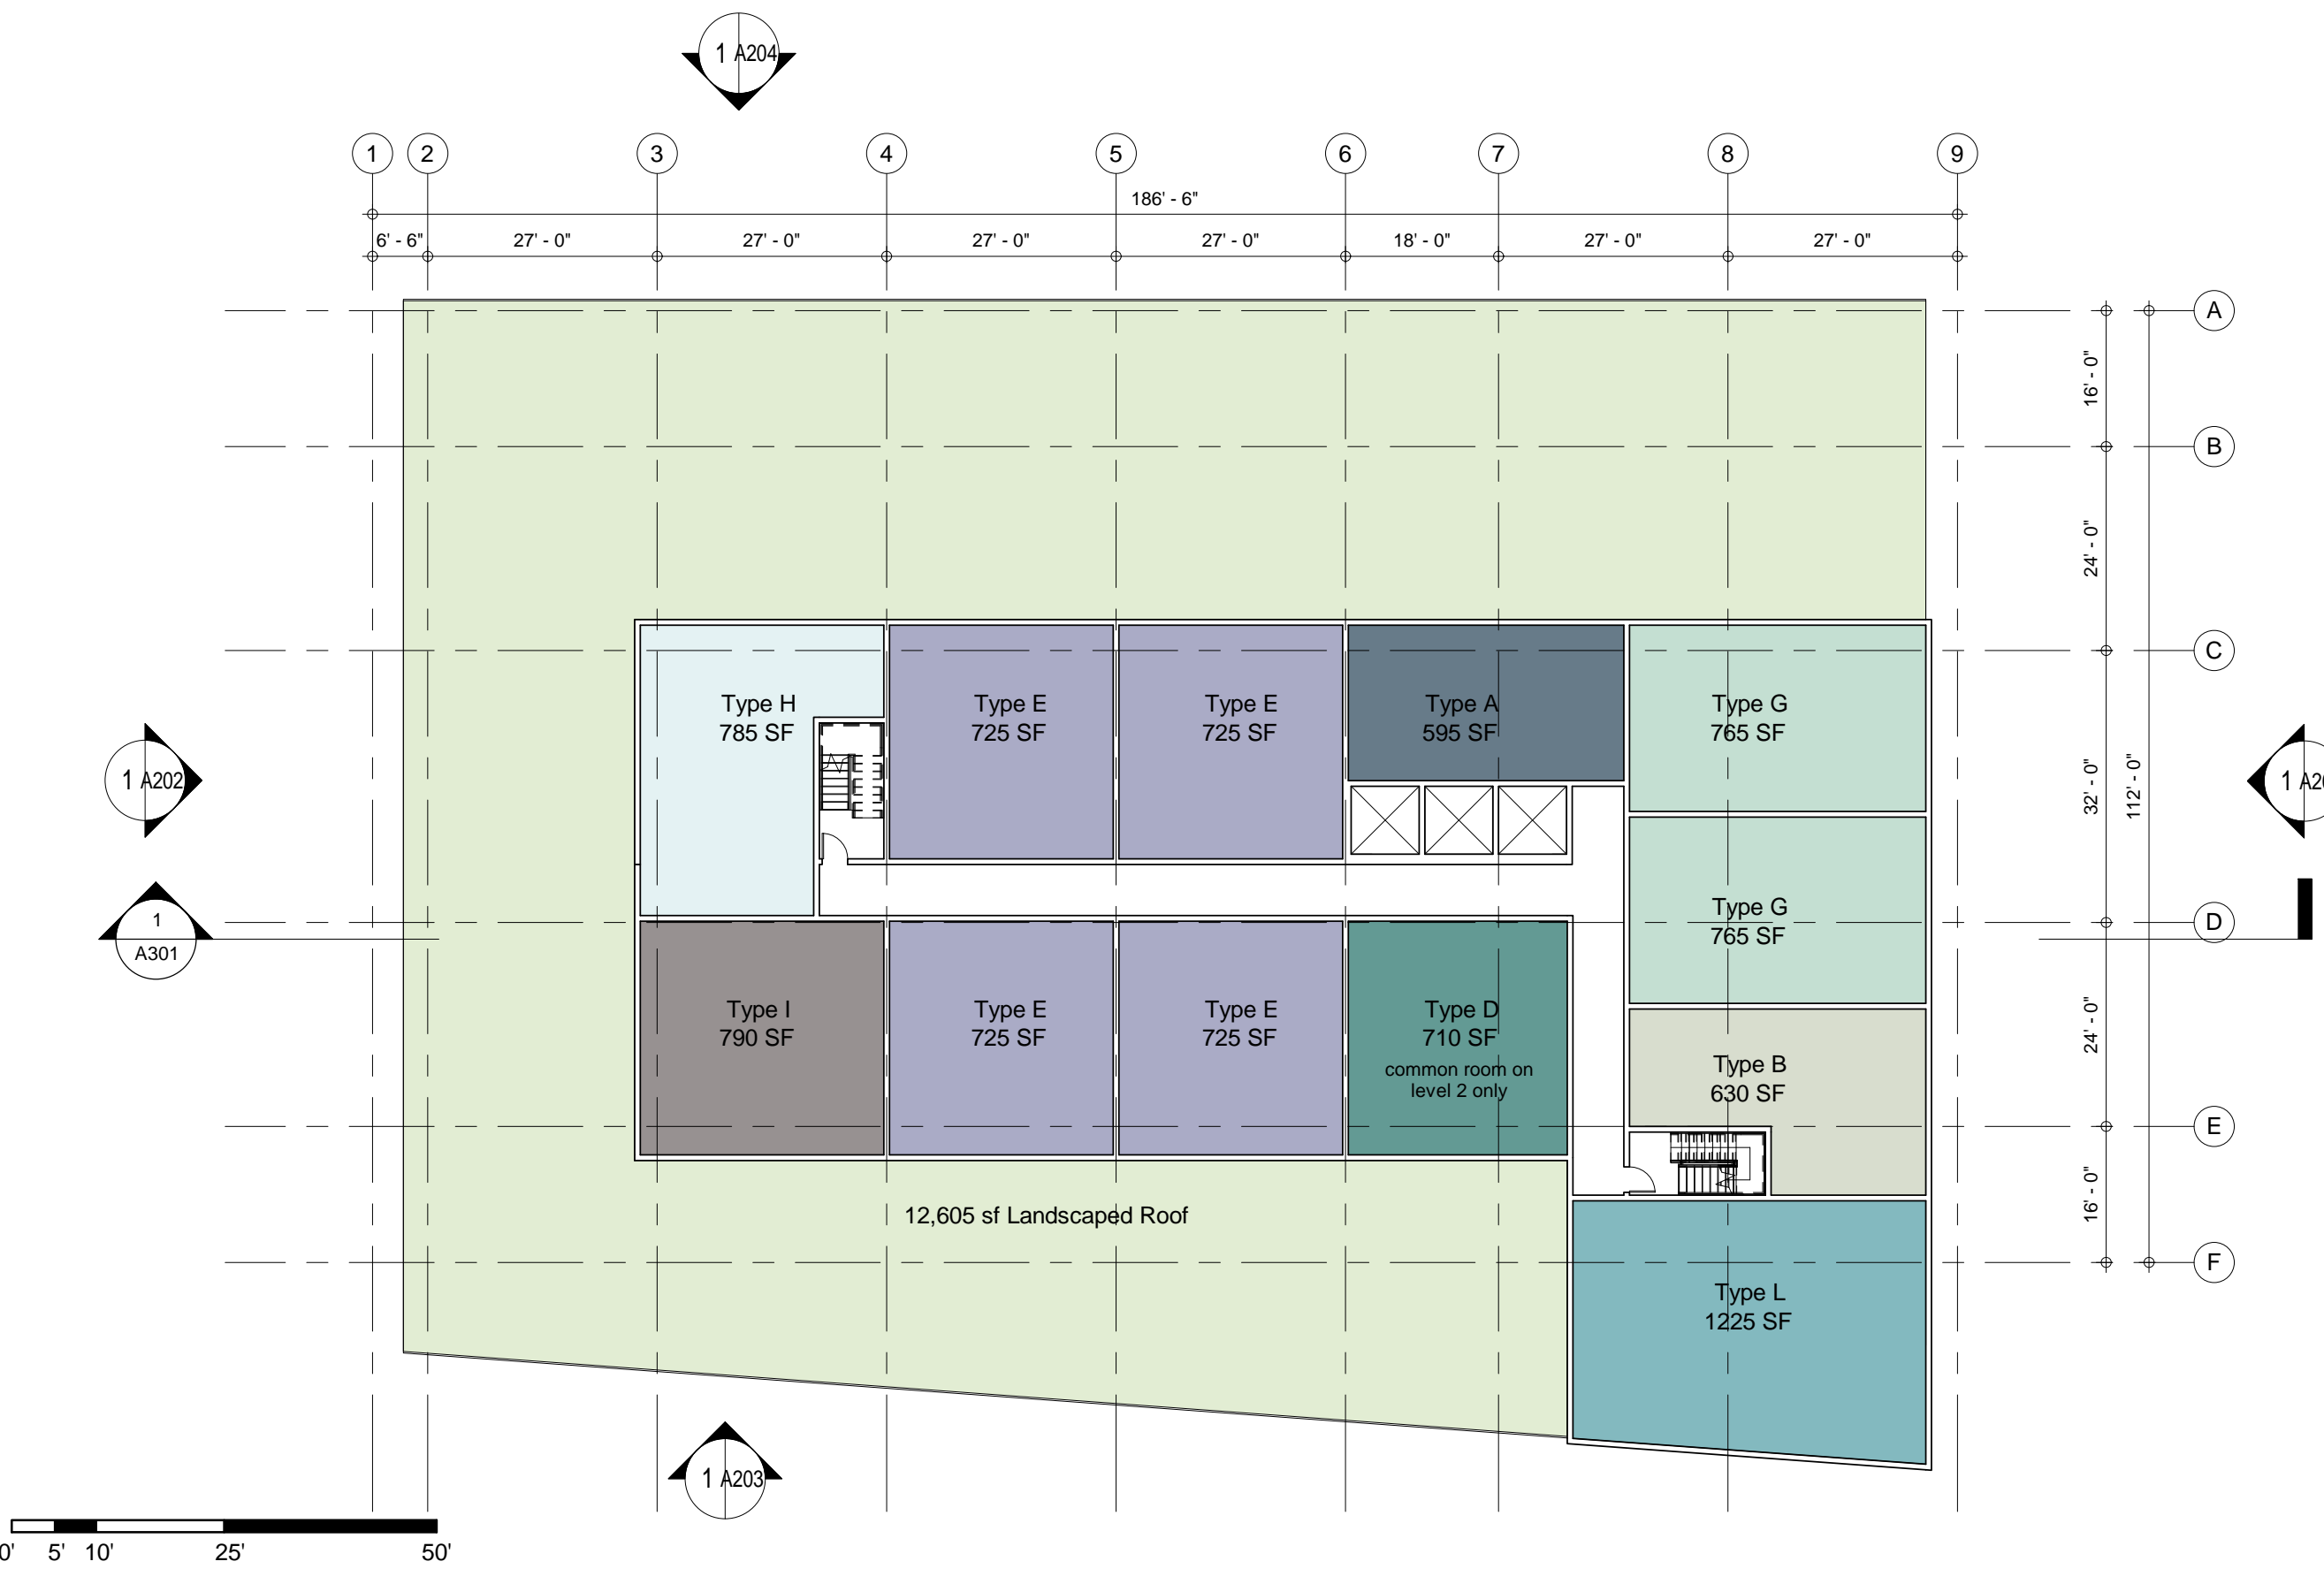 1 A204
1 2 3 4 5 6 7 8 9
186' - 6"
6' - 6" 27' - 0" 27' - 0" 27' - 0" 27' - 0" 18' - 0" 27' - 0" 27' - 0"
A
16' - 0"
B
24' - 0"
C
32' - 0"
112' - 0"
D
24' - 0"
E
16' - 0"
F
Type H
785 SF
Type E
725 SF
Type E
725 SF
Type A
595 SF
Type G
765 SF
1 A202
1
A301
Type G
765 SF
Type I
790 SF
Type E
725 SF
Type E
725 SF
Type D
710 SF
common room on
level 2 only
Type B
630 SF
12,605 sf Landscaped Roof
Type L
1225 SF
1 A203
0' 5' 10' 25' 50'
1